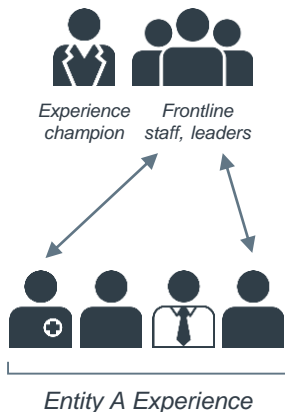 Experience champion
Frontline staff, leaders
Entity A Experience